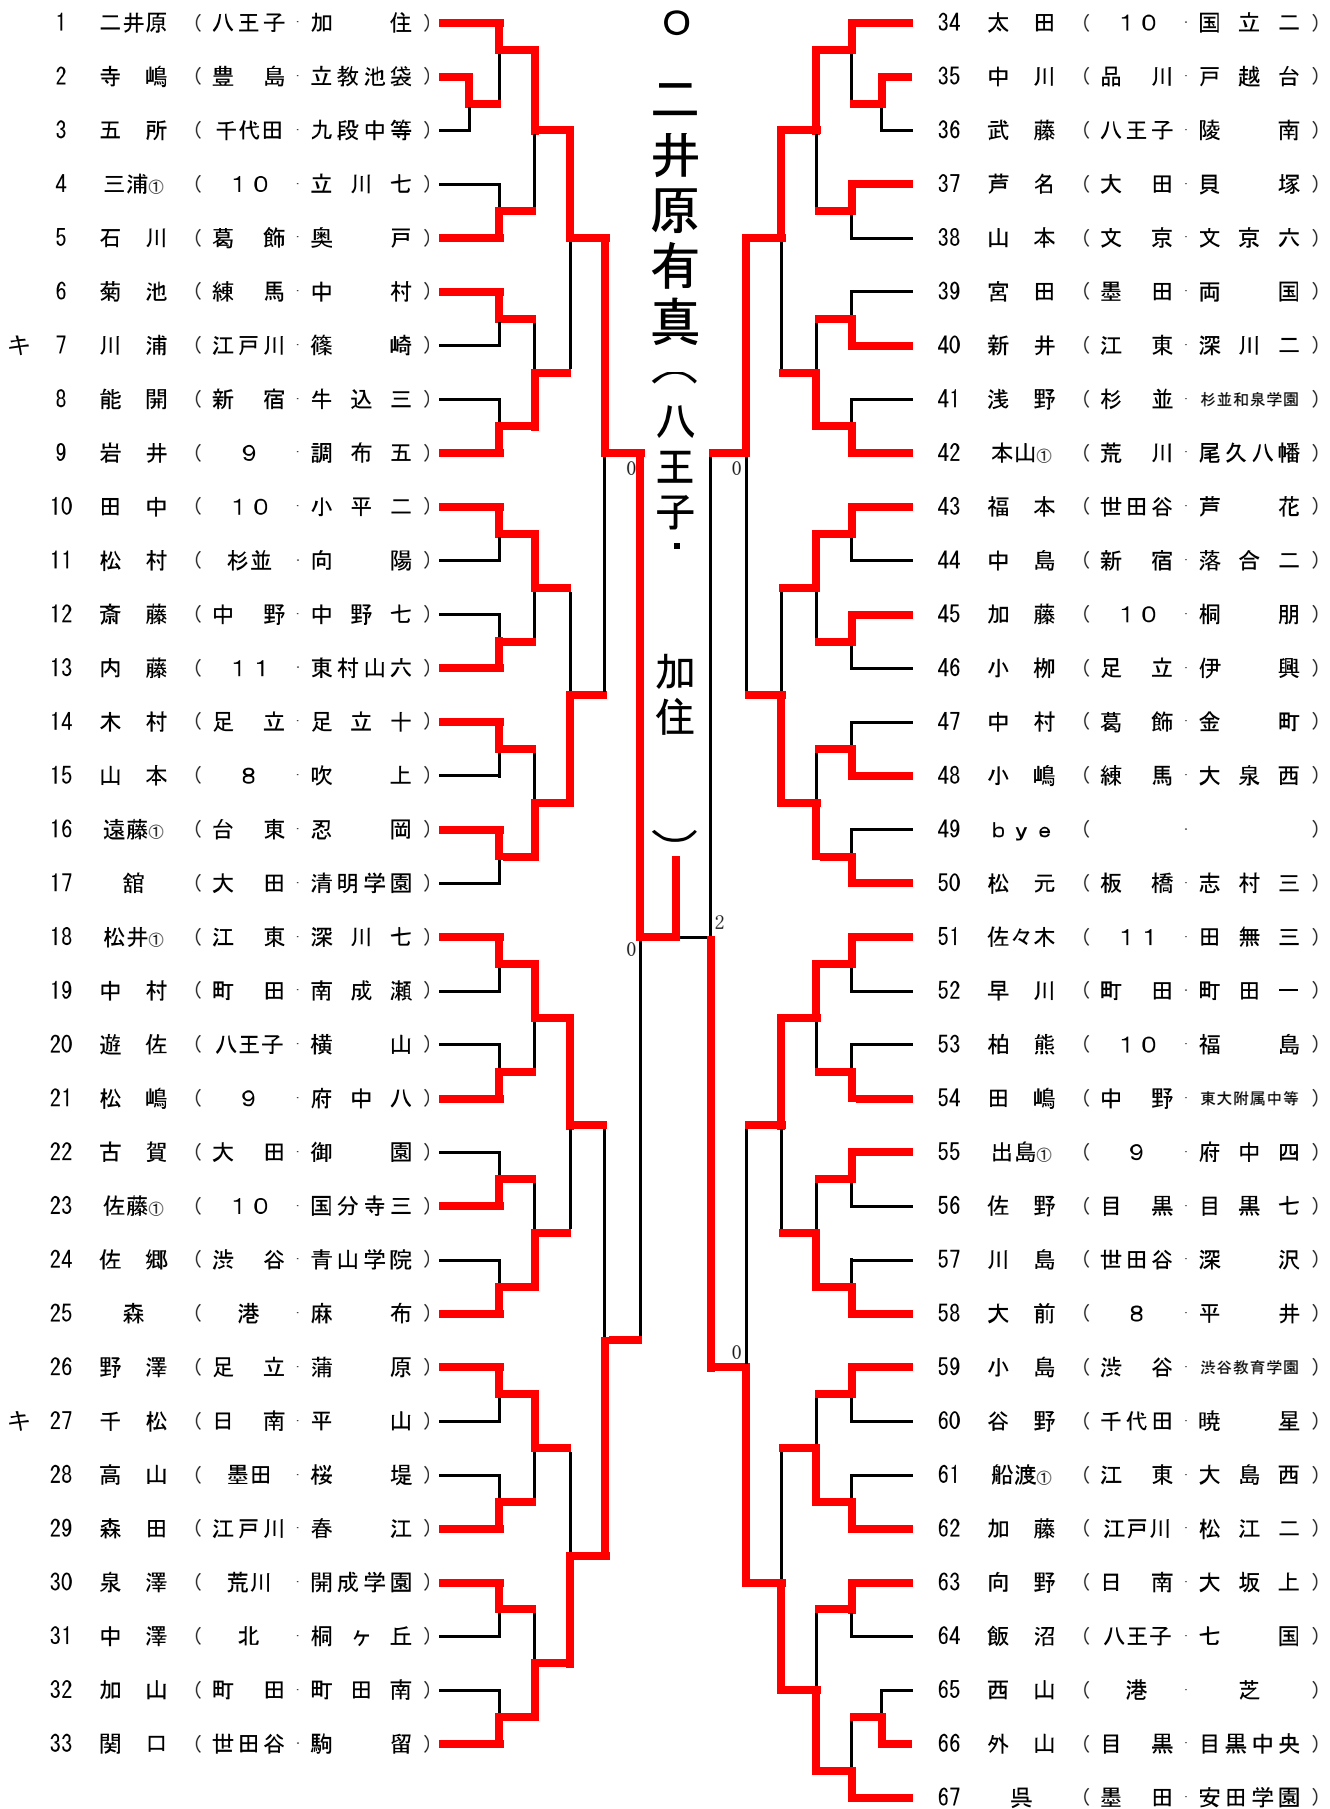 1 二井原 (八王子・加住)
2 寺嶋 (豊島・立教池袋)
3 五所 (千代田・九段中等)
4 三浦① (10・立川七)
5 石川 (葛飾・奥戸)
6 菊池 (練馬・中村)
キ 7 川浦 (江戸川・篠崎)
8 能開 (新宿・牛込三)
9 岩井 (9・調布五)
10 田中 (10・小平二)
11 松村 (杉並・向陽)
12 斎藤 (中野・中野七)
13 内藤 (11・東村山六)
14 木村 (足立・足立十)
15 山本 (8・吹上)
16 遠藤① (台東・忍岡)
17 舘 (大田・清明学園)
18 松井① (江東・深川七)
19 中村 (町田・南成瀬)
20 遊佐 (八王子・横山)
21 松嶋 (9・府中八)
22 古賀 (大田・御園)
23 佐藤① (10・国分寺三)
24 佐郷 (渋谷・青山学院)
25 森 (港・麻布)
26 野澤 (足立・蒲原)
キ 27 千松 (日南・平山)
28 高山 (墨田・桜堤)
29 森田 (江戸川・春江)
30 泉澤 (荒川・開成学園)
31 中澤 (北・桐ヶ丘)
32 加山 (町田・町田南)
33 関口 (世田谷・駒留)
○ 二井原有真(八王子・加住)
0
0
0
2
0
34 太田 (10・国立二)
35 中川 (品川・戸越台)
36 武藤 (八王子・陵南)
37 芦名 (大田・貝塚)
38 山本 (文京・文京六)
39 宮田 (墨田・両国)
40 新井 (江東・深川二)
41 浅野 (杉並・杉並和泉学園)
42 本山① (荒川・尾久八幡)
43 福本 (世田谷・芦花)
44 中島 (新宿・落合二)
45 加藤 (10・桐朋)
46 小栁 (足立・伊興)
47 中村 (葛飾・金町)
48 小嶋 (練馬・大泉西)
49 bye (・)
50 松元 (板橋・志村三)
51 佐々木 (11・田無三)
52 早川 (町田・町田一)
53 柏熊 (10・福島)
54 田嶋 (中野・東大附属中等)
55 出島① (9・府中四)
56 佐野 (目黒・目黒七)
57 川島 (世田谷・深沢)
58 大前 (8・平井)
59 小島 (渋谷・渋谷教育学園)
60 谷野 (千代田・暁星)
61 船渡① (江東・大島西)
62 加藤 (江戸川・松江二)
63 向野 (日南・大坂上)
64 飯沼 (八王子・七国)
65 西山 (港・芝)
66 外山 (目黒・目黒中央)
67 呉 (墨田・安田学園)